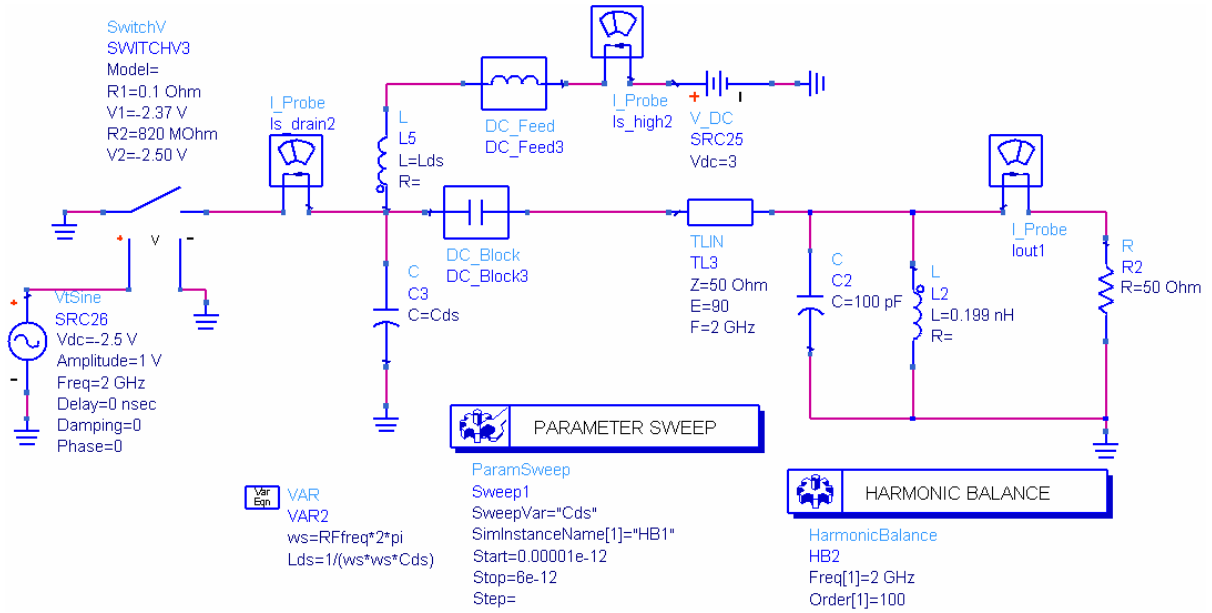 SwitchV
SWITCHV3
Model=
R1=0.1 Ohm
V1=-2.37 V
R2=820 MOhm
V2=-2.50 V
I_Probe
Is_drain2
L
L5
L=Lds
R=
DC_Feed
DC_Feed3
I_Probe
Is_high2
+
V_DC
SRC25
Vdc=3
I_Probe
Iout1
+
V
-
DC_Block
DC_Block3
TLIN
TL3
Z=50 Ohm
E=90
F=2 GHz
C
C3
C=Cds
C
C2
C=100 pF
L
L2
L=0.199 nH
R=
R
R2
R=50 Ohm
+
-
VtSine
SRC26
Vdc=-2.5 V
Amplitude=1 V
Freq=2 GHz
Delay=0 nsec
Damping=0
Phase=0
Var
Eqn
VAR
VAR2
ws=RFfreq*2*pi
Lds=1/(ws*ws*Cds)
PARAMETER SWEEP
ParamSweep
Sweep1
SweepVar="Cds"
SimInstanceName[1]="HB1"
Start=0.00001e-12
Stop=6e-12
Step=
HARMONIC BALANCE
HarmonicBalance
HB2
Freq[1]=2 GHz
Order[1]=100